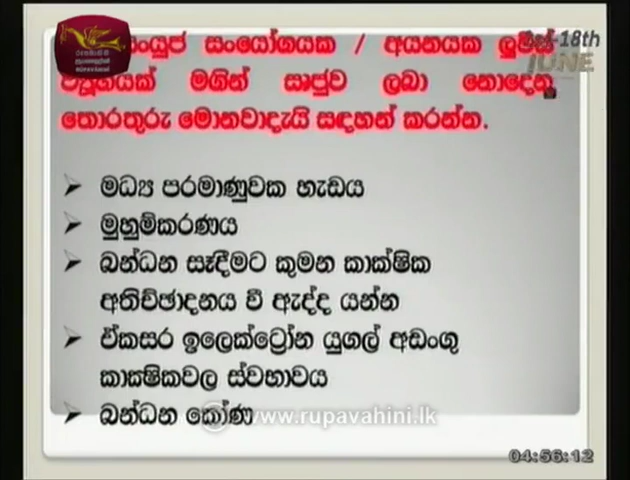 සංයුජ සංයෝගයක / අයනයක ලුවිස්
ව්‍යුහයක් මගින් ඍජුව ලබා නොදෙන
තොරතුරු මොනවාදැයි සඳහන් කරන්න.
18th
JUNE
➢ මධ්‍ය පරමාණුවක හැඩය
➢ මුහුම්කරණය
➢ බන්ධන සෑදීමට කුමන කාක්ෂික
අතිච්ඡාදනය වී ඇද්ද යන්න
➢ ඒකසර ඉලෙක්ට්‍රෝන යුගල් අඩංගු
කාක්ෂිකවල ස්වභාවය
➢ බන්ධන කෝණ
www.rupavahini.lk
04:56:12